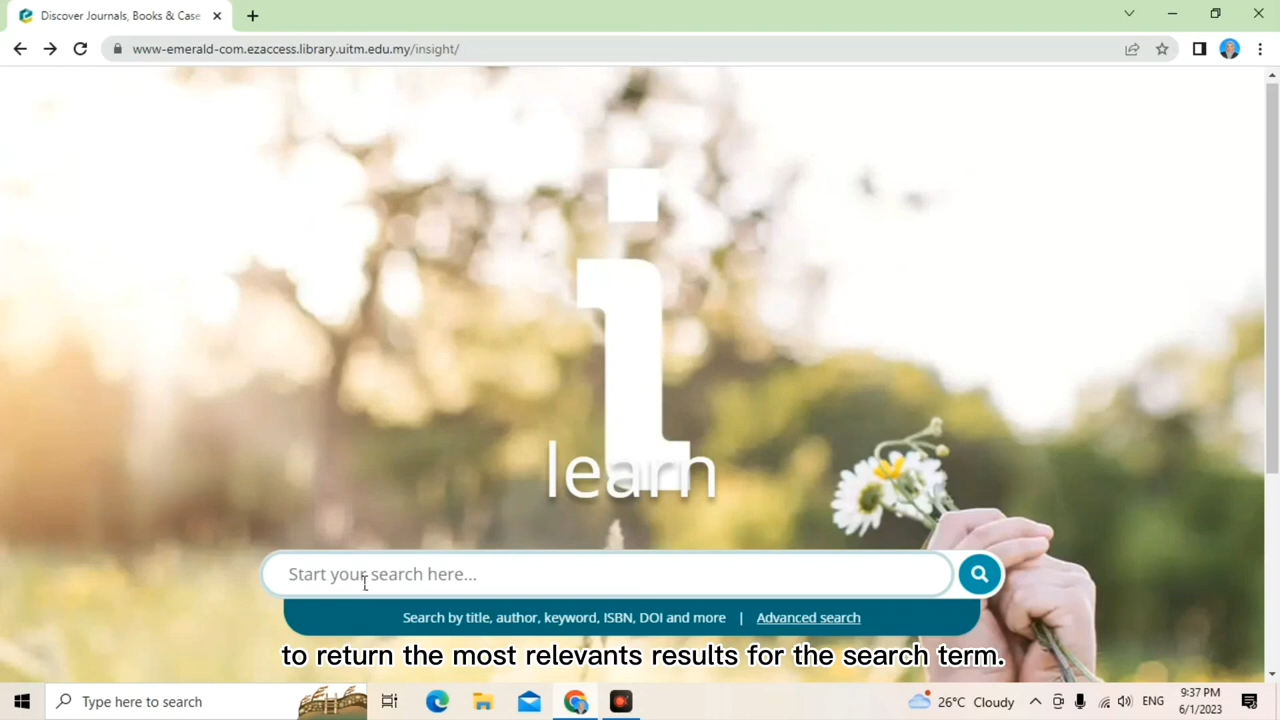 Discover Journals, Books & Case
www-emerald-com.ezaccess.library.uitm.edu.my/insight/
i
learn
Start your search here...
Search by title, author, keyword, ISBN, DOI and more | Advanced search
to return the most relevants results for the search term.
Type here to search
26°C Cloudy
ENG
9:37 PM
6/1/2023